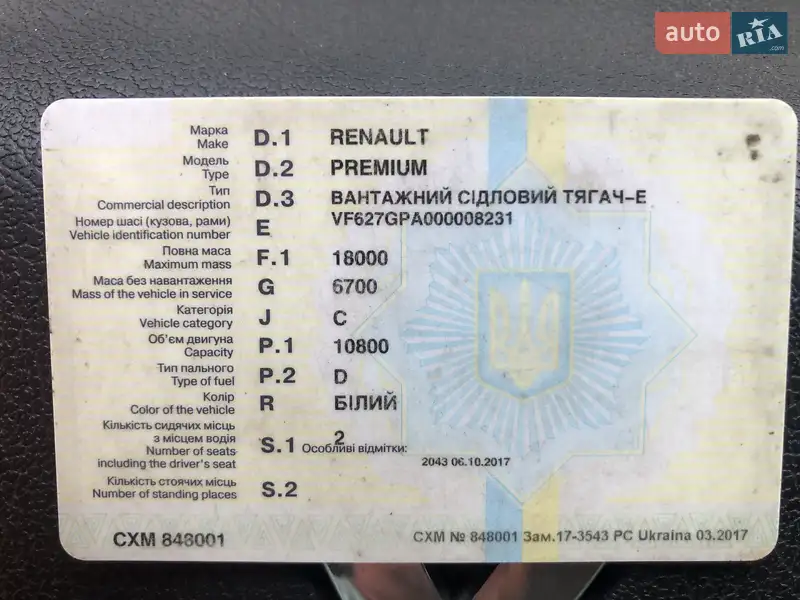 auto RIA .com
Марка
Make D.1 RENAULT
Модель
Type D.2 PREMIUM
Тип
Commercial description D.3 ВАНТАЖНИЙ СІДЛОВИЙ ТЯГАЧ-Е
Номер шасі (кузова, рами) VF627GPA000008231
Vehicle identification number E
Повна маса
Maximum mass F.1 18000
Маса без навантаження
Mass of the vehicle in service G 6700
Категорія
Vehicle category J C
Об'єм двигуна
Capacity P.1 10800
Тип пального
Type of fuel P.2 D
Колір
Color of the vehicle R БІЛИЙ
Кількість сидячих місць
з місцем водія 2
Number of seats S.1 Особливі відмітки:
including the driver's seat 2043 06.10.2017
Кількість стоячих місць
Number of standing places S.2
СХМ 848001
СХМ № 848001 Зам.17-3543 РС Ukraina 03.2017